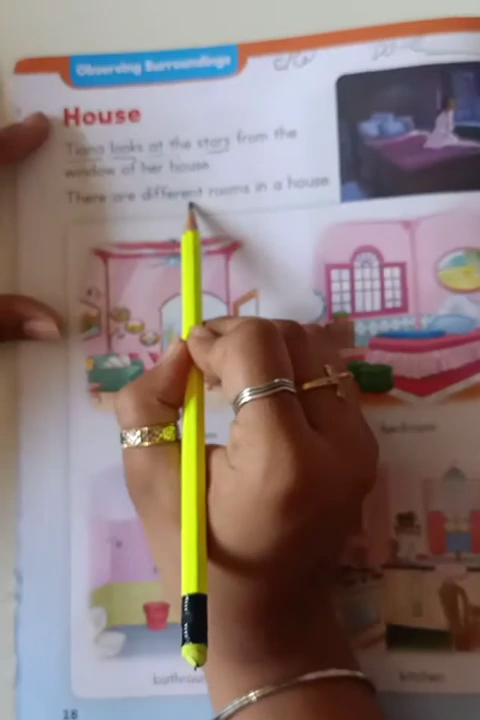 Observing Surroundings
House
Tiana looks at the stars from the
window of her house
There are different rooms in a house
bedroom
bathroom
kitchen
18